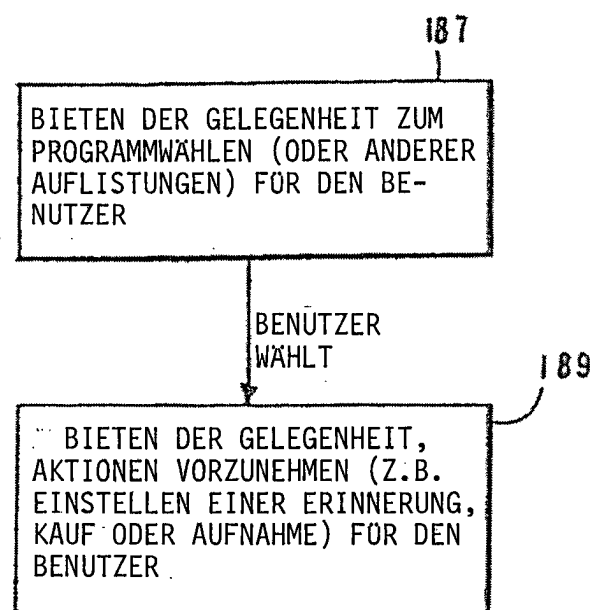 187
BIETEN DER GELEGENHEIT ZUM
PROGRAMMWÄHLEN (ODER ANDERER
AUFLISTUNGEN) FÜR DEN BE-
NUTZER
BENUTZER
WÄHLT
189
BIETEN DER GELEGENHEIT,
AKTIONEN VORZUNEHMEN (Z.B.
EINSTELLEN EINER ERINNERUNG,
KAUF ODER AUFNAHME) FÜR DEN
BENUTZER